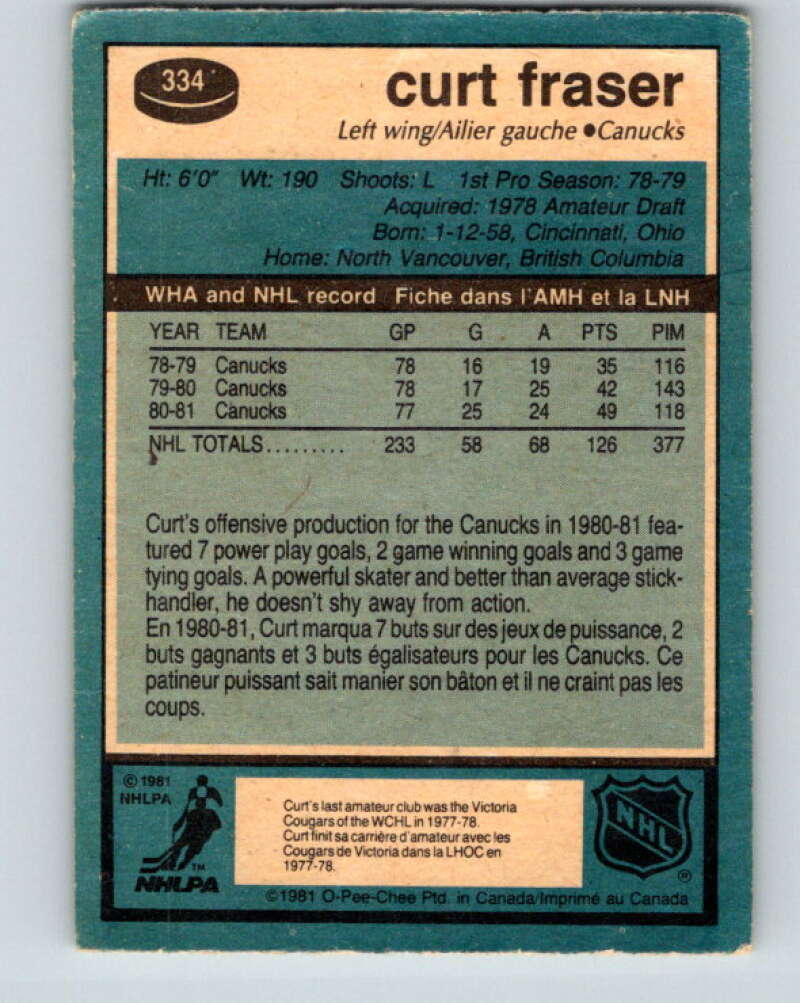 334
curt fraser
Left wing/Ailier gauche ●Canucks
Ht: 6'0" Wt: 190 Shoots: L 1st Pro Season: 78-79
Acquired: 1978 Amateur Draft
Born: 1-12-58, Cincinnati, Ohio
Home: North Vancouver, British Columbia
WHA and NHL record Fiche dans l'AMH et la LNH
YEAR TEAM GP G A PTS PIM
78-79 Canucks 78 16 19 35 116
79-80 Canucks 78 17 25 42 143
80-81 Canucks 77 25 24 49 118
NHL TOTALS......... 233 58 68 126 377
Curt's offensive production for the Canucks in 1980-81 fea-
tured 7 power play goals, 2 game winning goals and 3 game
tying goals. A powerful skater and better than average stick-
handler, he doesn't shy away from action.
En 1980-81, Curt marqua 7 buts sur des jeux de puissance, 2
buts gagnants et 3 buts égalisateurs pour les Canucks. Ce
patineur puissant sait manier son bâton et il ne craint pas les
coups.
© 1981
NHLPA
TM
NHLPA
Curt's last amateur club was the Victoria
Cougars of the WCHL in 1977-78.
Curt finit sa carrière d'amateur avec les
Cougars de Victoria dans la LHOC en
1977-78.
NHL
®
©1981 O-Pee-Chee Ptd. in Canada/Imprimé au Canada